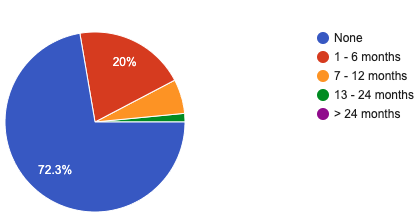 20%
72.3%
None
1 - 6 months
7 - 12 months
13 - 24 months
> 24 months